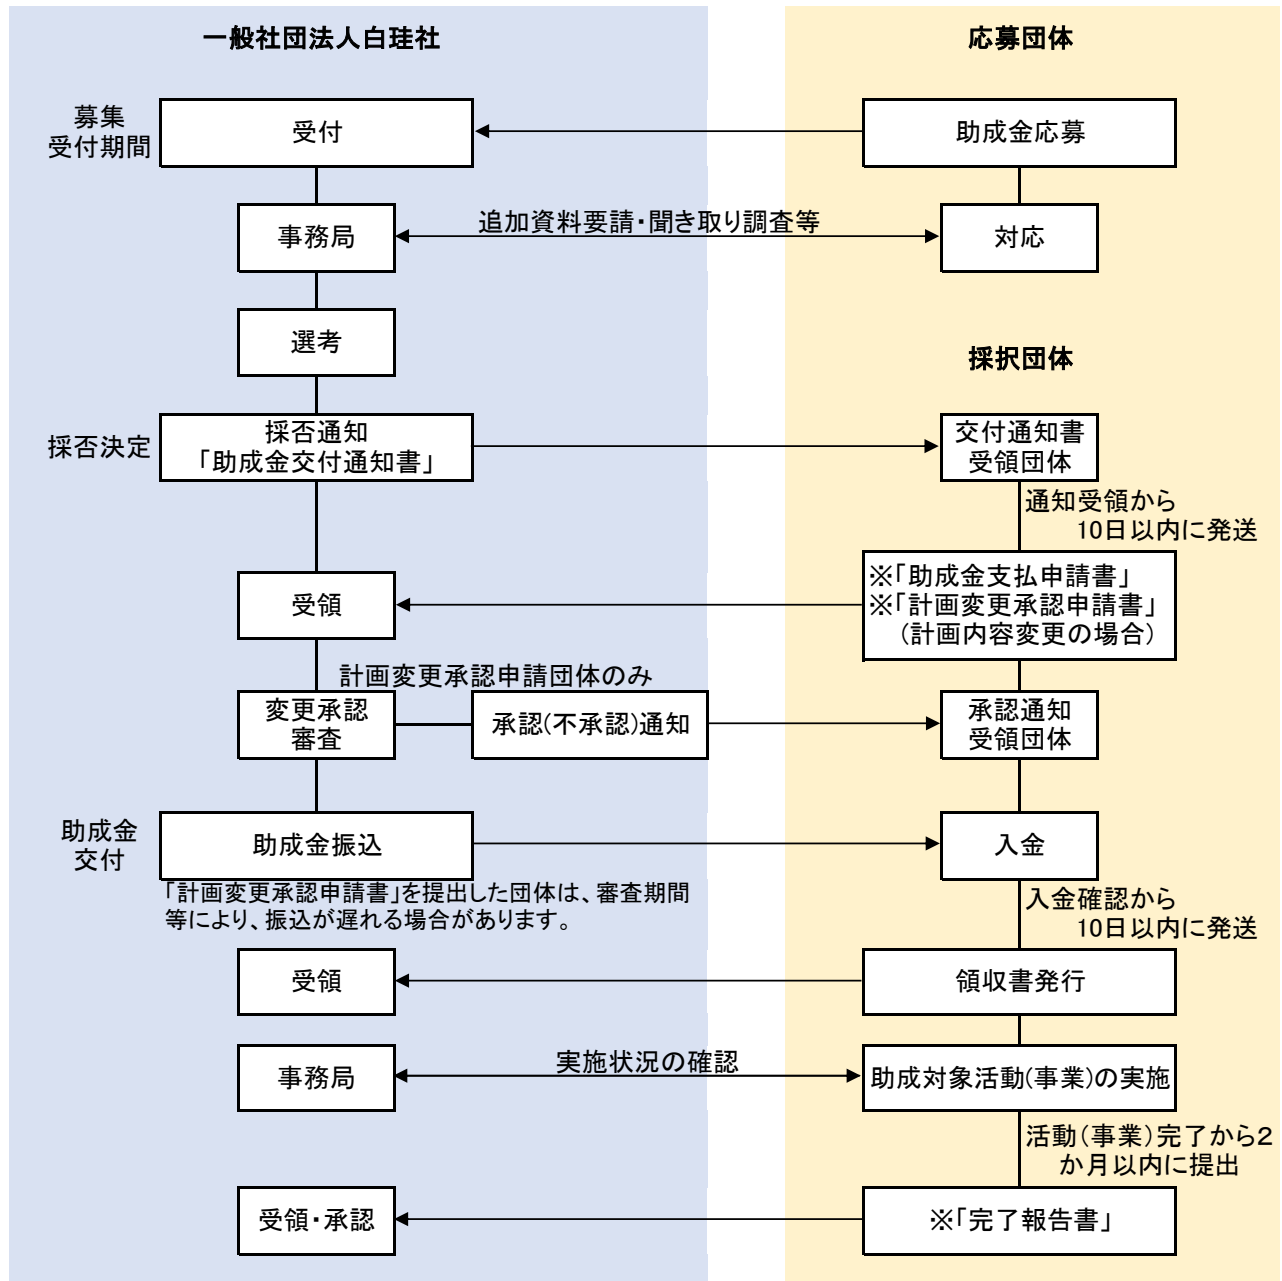 一般社団法人白珪社
応募団体
募集
受付期間
受付
助成金応募
事務局
追加資料要請・聞き取り調査等
対応
選考
採択団体
採否決定
採否通知
「助成金交付通知書」
交付通知書
受領団体
通知受領から
10日以内に発送
受領
※「助成金支払申請書」
※「計画変更承認申請書」
（計画内容変更の場合）
計画変更承認申請団体のみ
変更承認
審査
承認(不承認)通知
承認通知
受領団体
助成金
交付
助成金振込
入金
「計画変更承認申請書」を提出した団体は、審査期間
等により、振込が遅れる場合があります。
入金確認から
10日以内に発送
受領
領収書発行
事務局
実施状況の確認
助成対象活動(事業)の実施
活動（事業）完了から２
か月以内に提出
受領・承認
※「完了報告書」